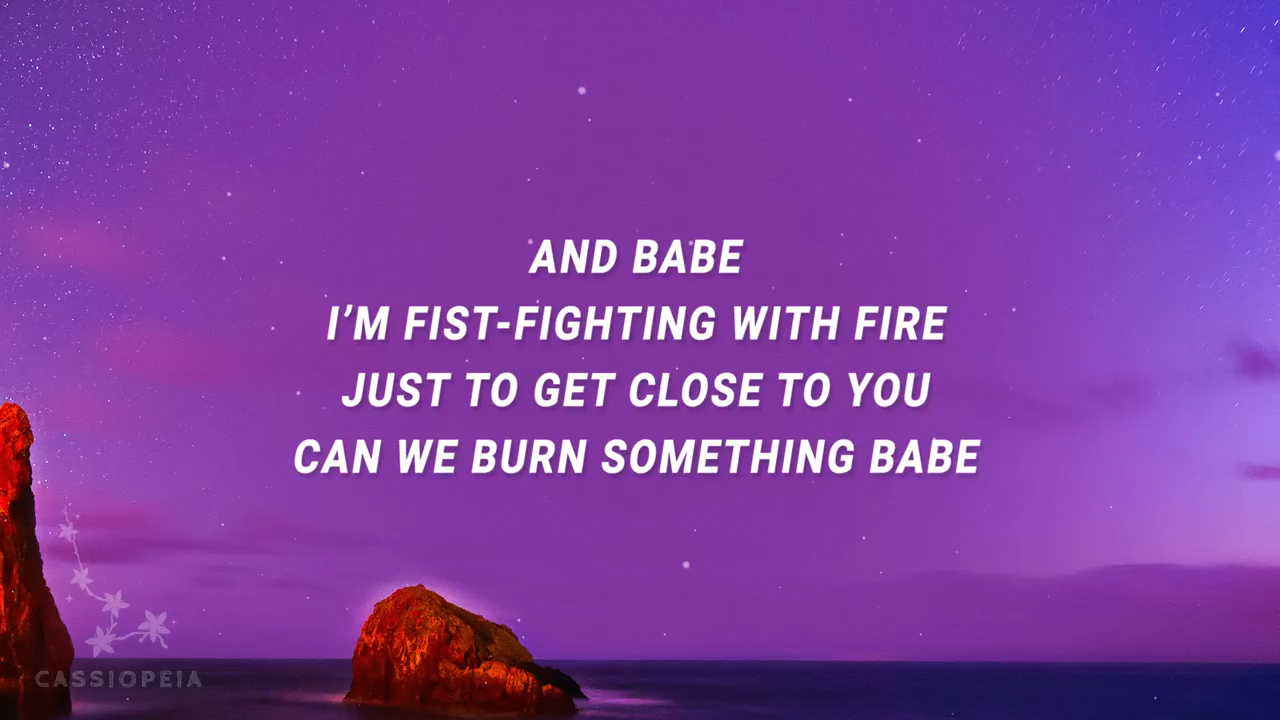 AND BABE
I’M FIST-FIGHTING WITH FIRE
JUST TO GET CLOSE TO YOU
CAN WE BURN SOMETHING BABE
CASSIOPEIA